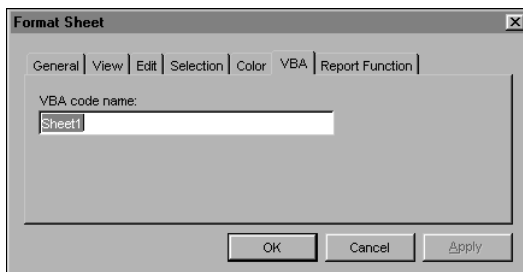 Format Sheet
General View Edit Selection Color VBA Report Function
VBA code name:
Sheet1
OK Cancel Apply